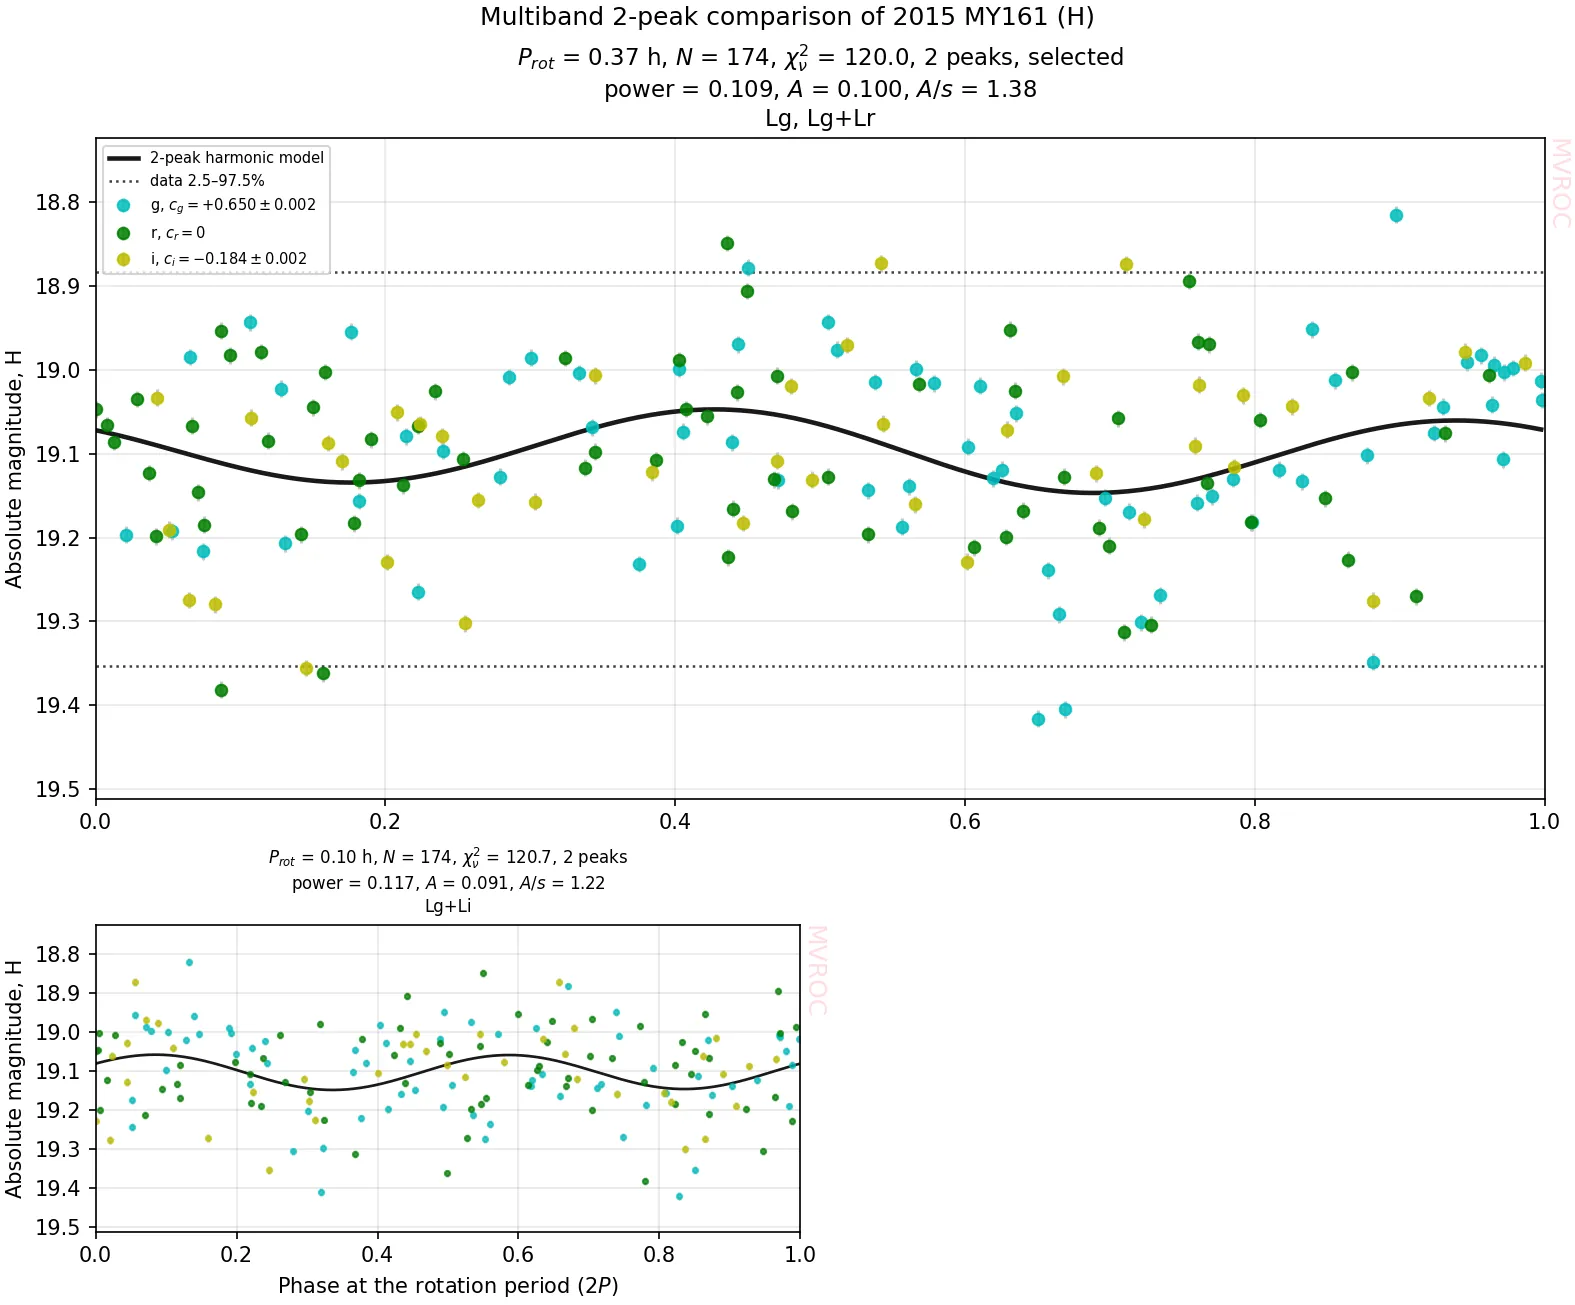 Multiband 2-peak comparison of 2015 MY161 (H)
P_rot = 0.37 h, N = 174, χ²_ν = 120.0, 2 peaks, selected
power = 0.109, A = 0.100, A/s = 1.38
Lg, Lg+Lr
2-peak harmonic model
data 2.5–97.5%
g, c_g = +0.650 ± 0.002
r, c_r = 0
i, c_i = −0.184 ± 0.002
MVROC
Absolute magnitude, H
18.8
18.9
19.0
19.1
19.2
19.3
19.4
19.5
0.0 0.2 0.4 0.6 0.8 1.0
P_rot = 0.10 h, N = 174, χ²_ν = 120.7, 2 peaks
power = 0.117, A = 0.091, A/s = 1.22
Lg+Li
MVROC
Absolute magnitude, H
18.8
18.9
19.0
19.1
19.2
19.3
19.4
19.5
0.0 0.2 0.4 0.6 0.8 1.0
Phase at the rotation period (2P)